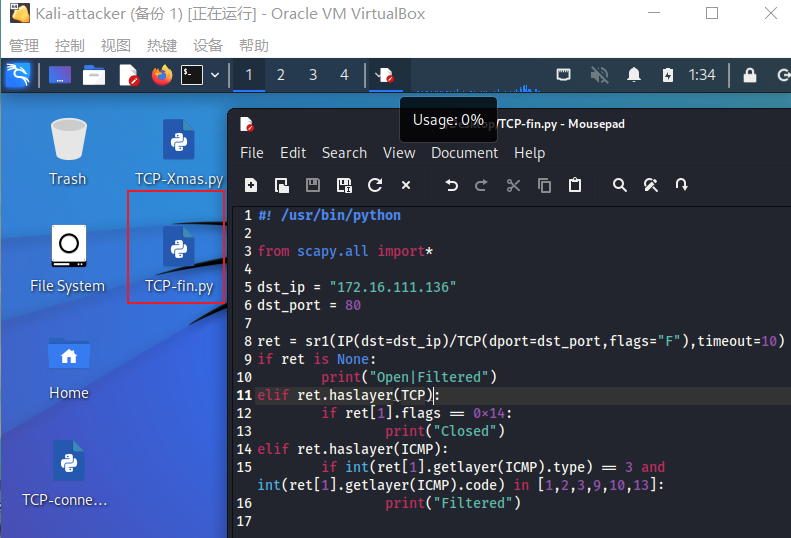 Kali-attacker (备份 1) [正在运行] - Oracle VM VirtualBox
管理 控制 视图 热键 设备 帮助
1 2 3 4 1:34
Usage: 0%
TCP-fin.py - Mousepad
File Edit Search View Document Help
Trash
TCP-Xmas.py
File System
TCP-fin.py
Home
TCP-conne...
1 #! /usr/bin/python
2
3 from scapy.all import*
4
5 dst_ip = "172.16.111.136"
6 dst_port = 80
7
8 ret = sr1(IP(dst=dst_ip)/TCP(dport=dst_port,flags="F"),timeout=10)
9 if ret is None:
10 print("Open|Filtered")
11 elif ret.haslayer(TCP):
12 if ret[1].flags == 0×14:
13 print("Closed")
14 elif ret.haslayer(ICMP):
15 if int(ret[1].getlayer(ICMP).type) == 3 and
int(ret[1].getlayer(ICMP).code) in [1,2,3,9,10,13]:
16 print("Filtered")
17